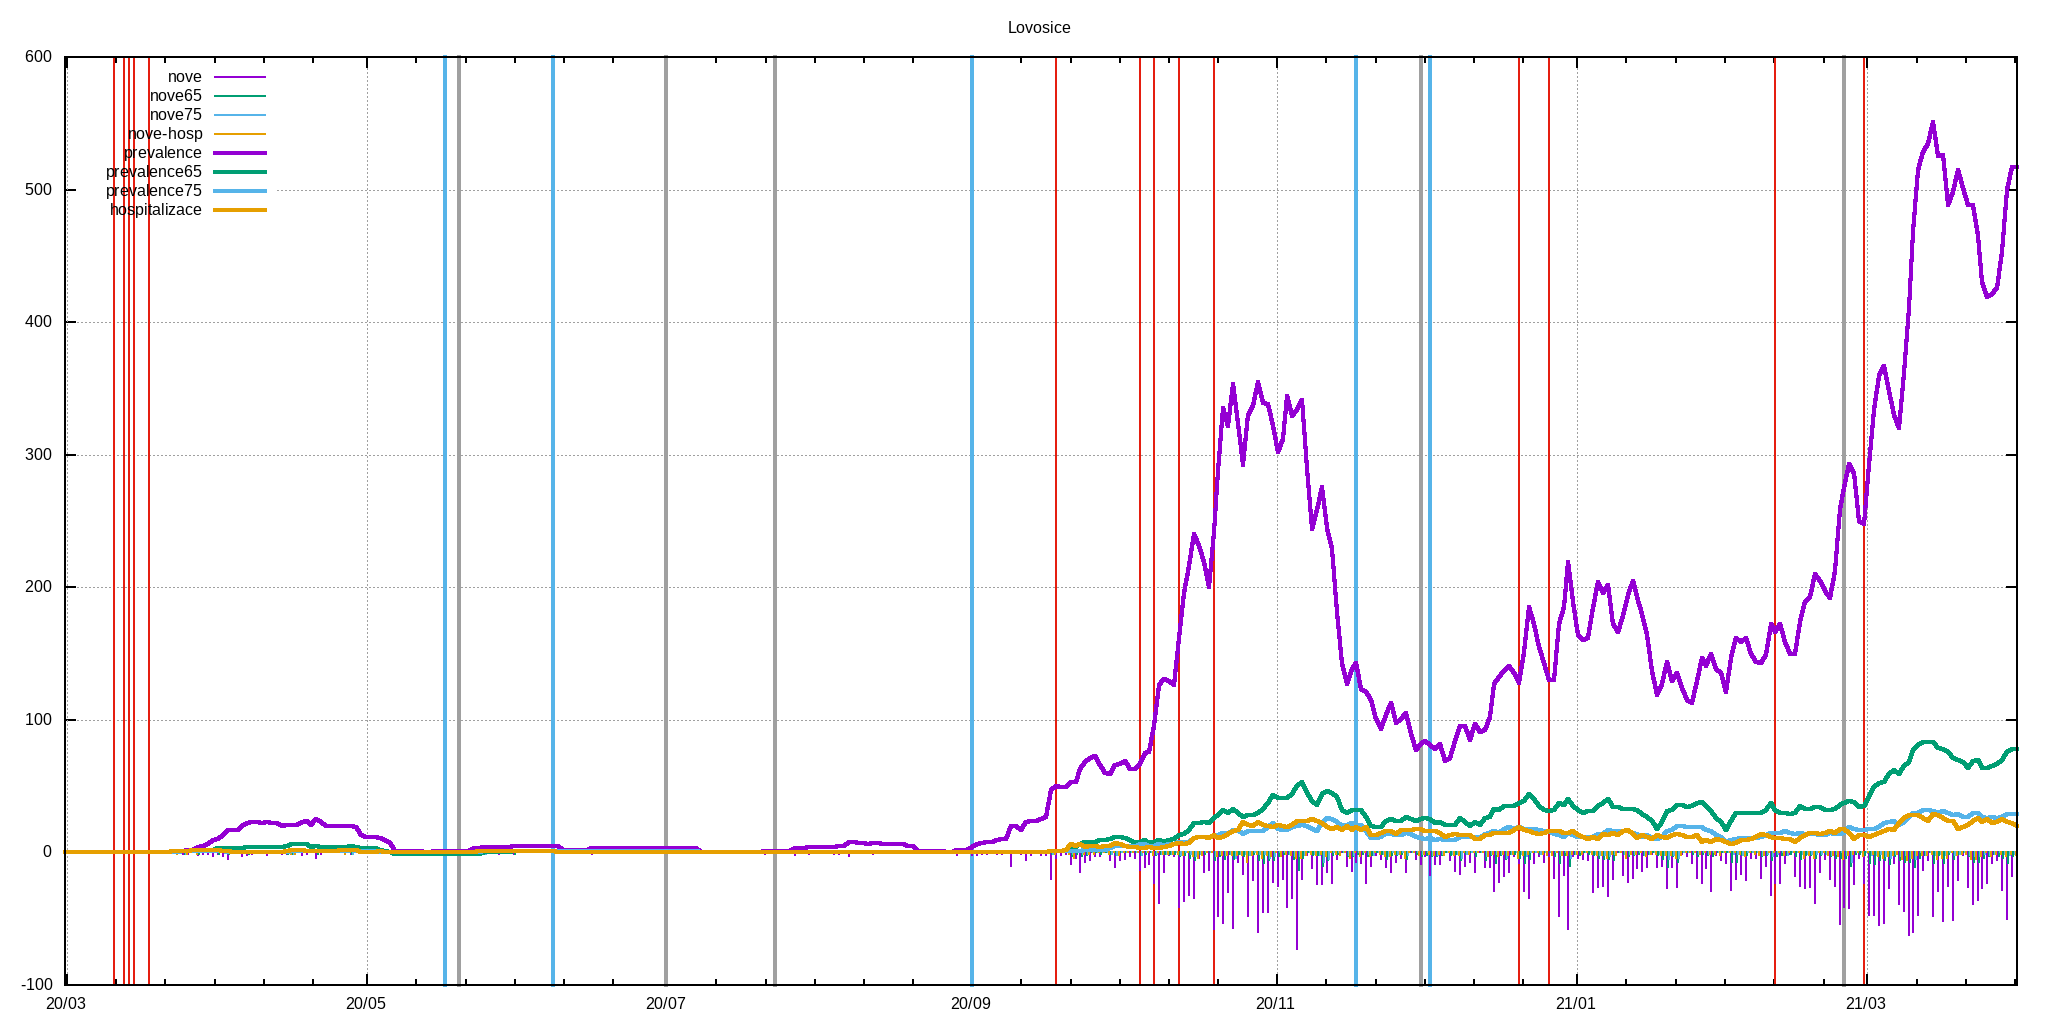 Lovosice
600
500
400
300
200
100
0
-100
nove
nove65
nove75
nove-hosp
prevalence
prevalence65
prevalence75
hospitalizace
20/03 20/05 20/07 20/09 20/11 21/01 21/03